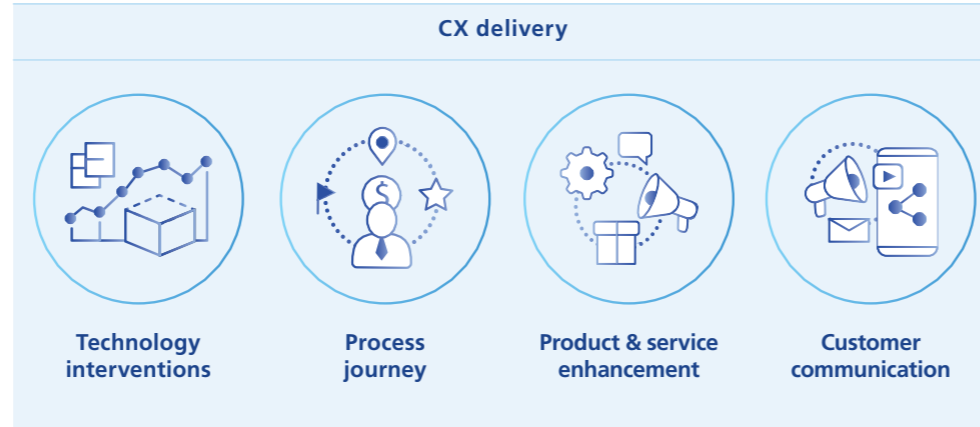 CX delivery
$
Technology
interventions
Process
journey
Product & service
enhancement
Customer
communication